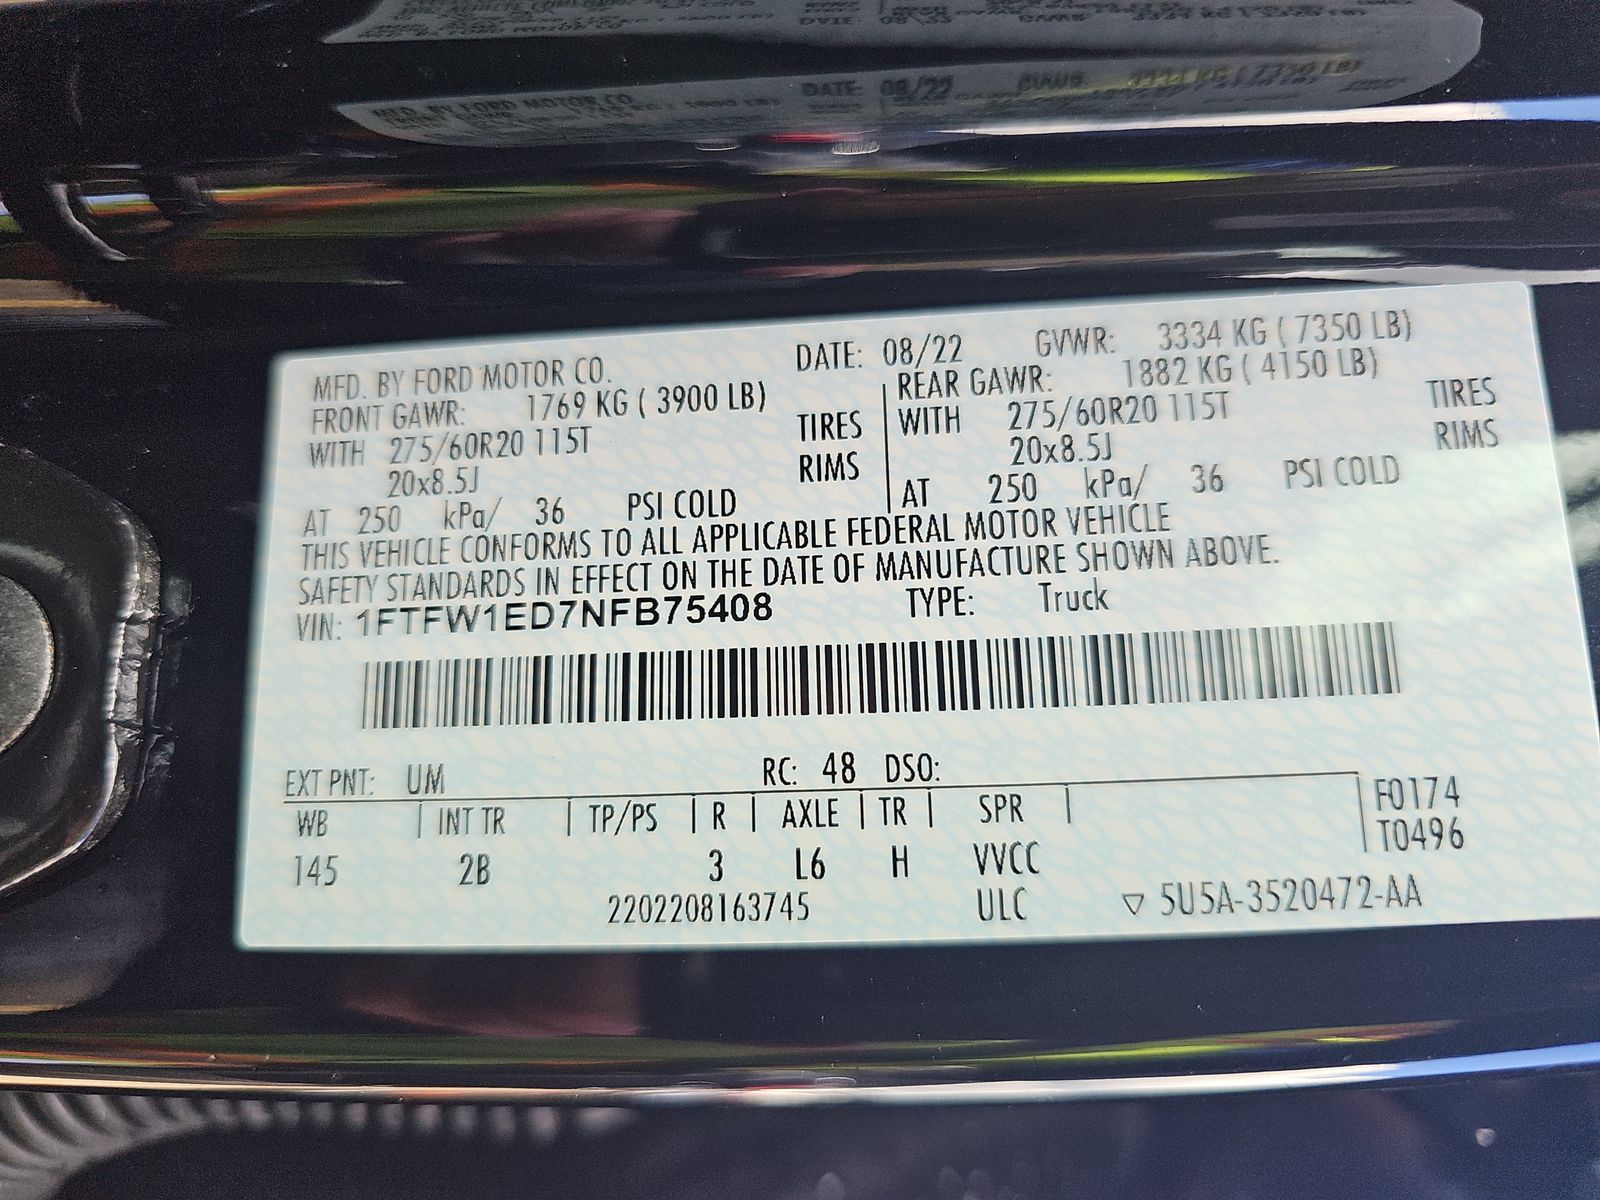 MFD. BY FORD MOTOR CO.
DATE: 08/22 GVWR: 3334 KG ( 7350 LB)
FRONT GAWR: 1769 KG ( 3900 LB)
WITH 275/60R20 115T TIRES
20x8.5J RIMS
AT 250 kPa/ 36 PSI COLD
REAR GAWR: 1882 KG ( 4150 LB)
WITH 275/60R20 115T TIRES
20x8.5J RIMS
AT 250 kPa/ 36 PSI COLD
THIS VEHICLE CONFORMS TO ALL APPLICABLE FEDERAL MOTOR VEHICLE
SAFETY STANDARDS IN EFFECT ON THE DATE OF MANUFACTURE SHOWN ABOVE.
VIN: 1FTFW1ED7NFB75408 TYPE: Truck
EXT PNT: UM RC: 48 DSO:
WB INT TR TP/PS R AXLE TR SPR
F0174
T0496
145 2B 3 L6 H VVCC
2202208163745 ULC ▽ 5U5A-3520472-AA